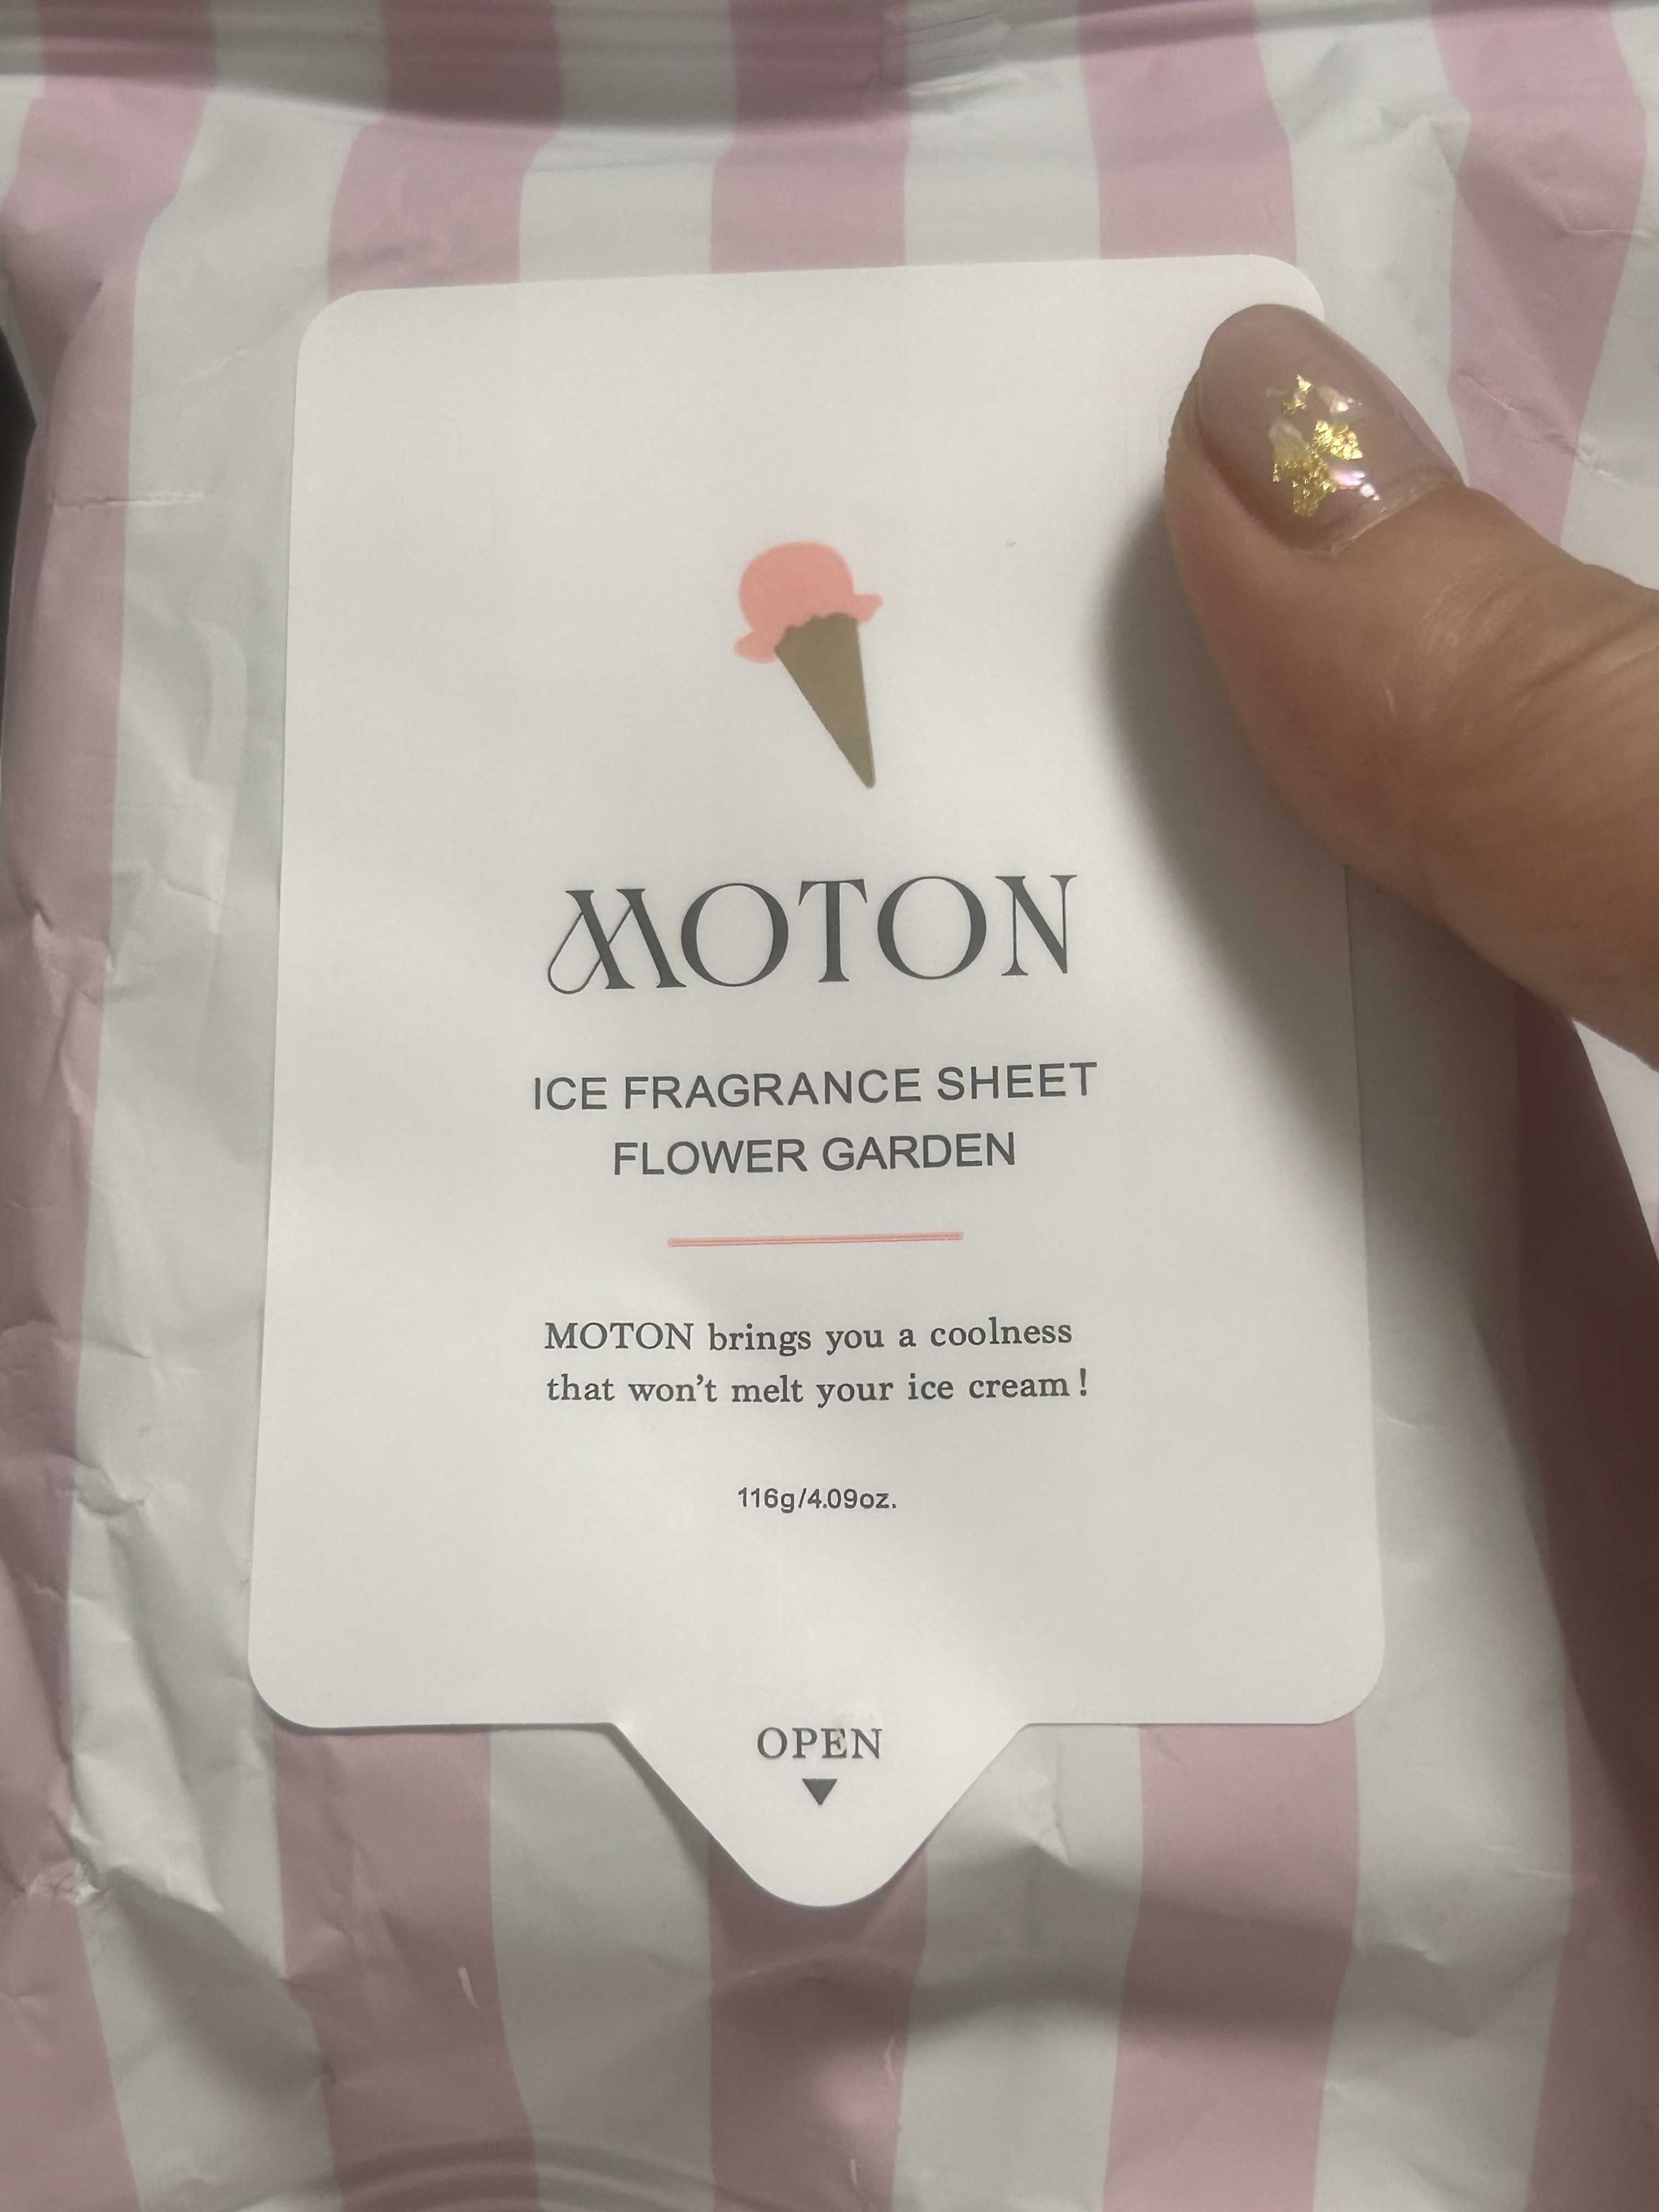 MOTON
ICE FRAGRANCE SHEET
FLOWER GARDEN
MOTON brings you a coolness
that won't melt your ice cream!
116g/4.09oz.
OPEN